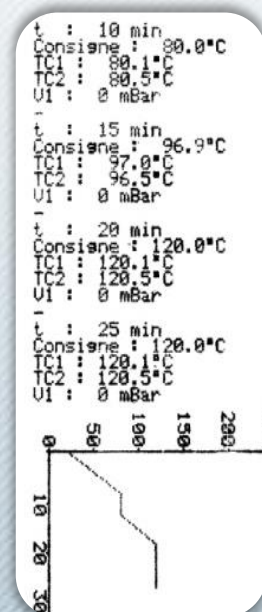 t : 10 min
Consigne : 80.0°C
TC1 : 80.1°C
TC2 : 80.5°C
V1 : 0 mBar
-
t : 15 min
Consigne : 96.9°C
TC1 : 97.0°C
TC2 : 96.5°C
V1 : 0 mBar
-
t : 20 min
Consigne : 120.0°C
TC1 : 120.1°C
TC2 : 120.5°C
V1 : 0 mBar
-
t : 25 min
Consigne : 120.0°C
TC1 : 120.1°C
TC2 : 120.5°C
V1 : 0 mBar
0 50 100 150 200
10
20
30